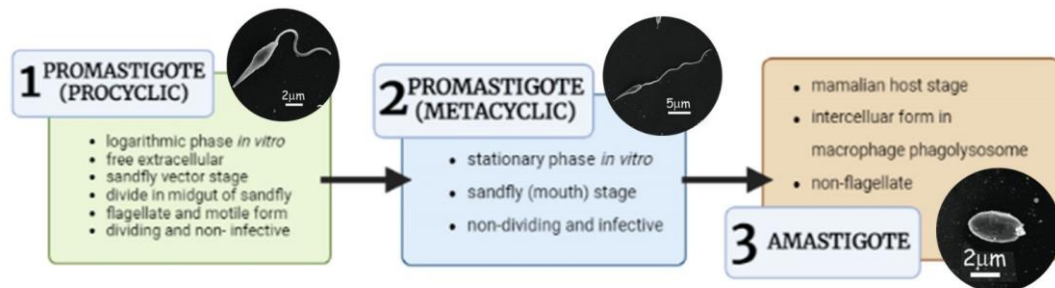 1 PROMASTIGOTE
(PROCYCLIC)
2μm
• logarithmic phase in vitro
• free extracellular
• sandfly vector stage
• divide in midgut of sandfly
• flagellate and motile form
• dividing and non- infective
2 PROMASTIGOTE
(METACYCLIC)
5μm
• stationary phase in vitro
• sandfly (mouth) stage
• non-dividing and infective
• mamalian host stage
• intercelluar form in
macrophage phagolysosome
• non-flagellate
3 AMASTIGOTE
2μm